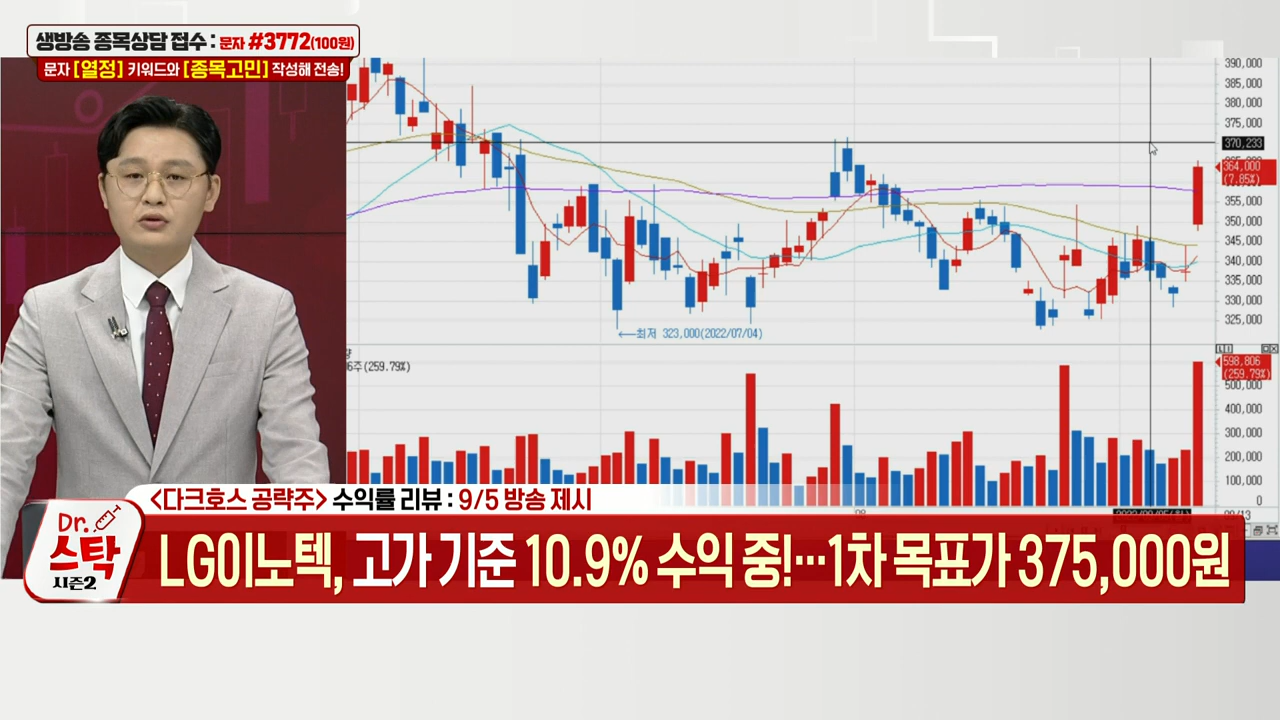 생방송 종목상담 접수 : 문자 #3772(100원)
문자 [열정] 키워드와 [종목고민] 작성해 전송!
390,000
385,000
380,000
375,000
370,233
364,000
(7.85%)
355,000
350,000
345,000
340,000
335,000
330,000
325,000
←최저 323,000(2022/07/04)
(259.79%)
598,806
(259.79%)
500,000
400,000
300,000
200,000
100,000
0
<다크호스 공략주> 수익률 리뷰 : 9/5 방송 제시
Dr.
스탁
시즌2
LG이노텍, 고가 기준 10.9% 수익 중!…1차 목표가 375,000원